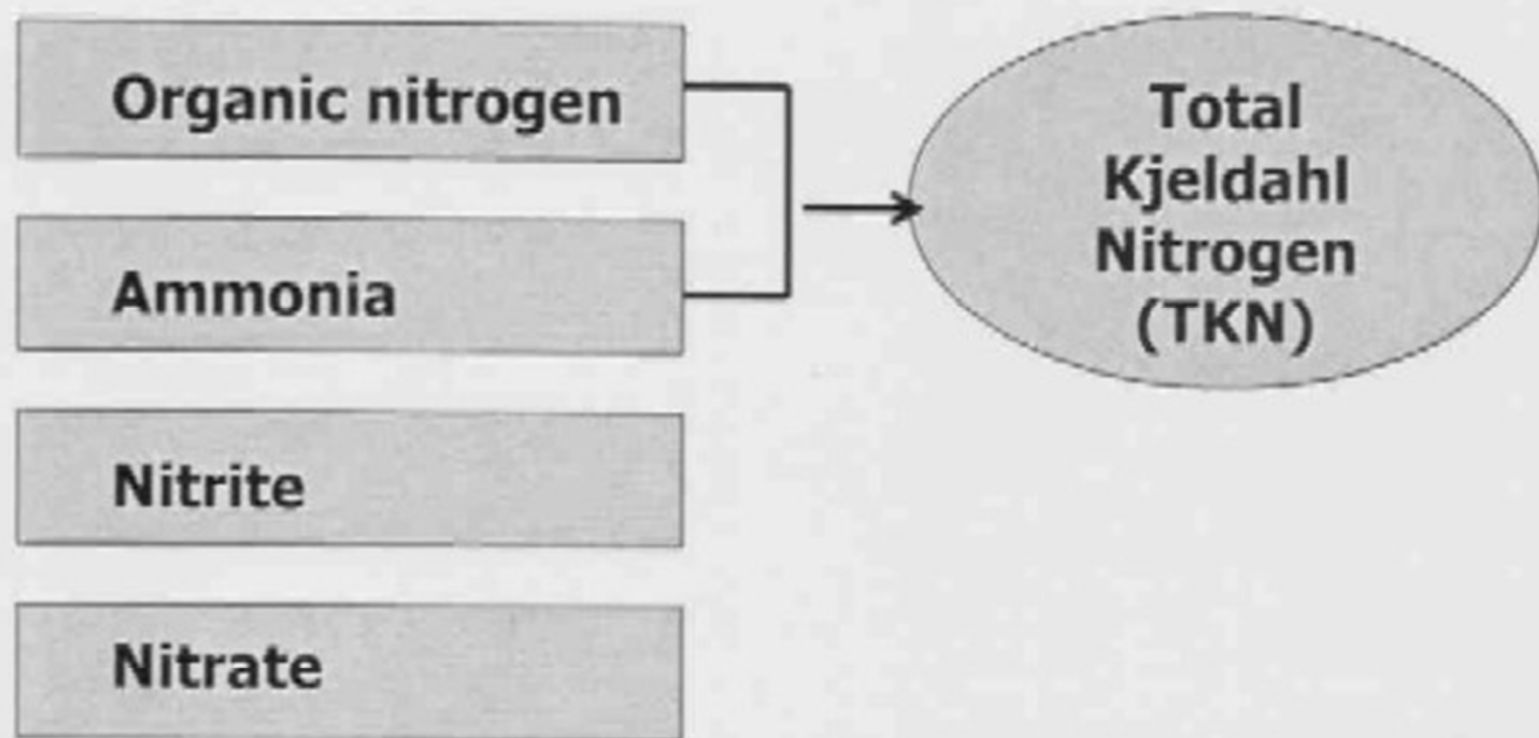 Organic nitrogen
Ammonia
Nitrite
Nitrate
Total
Kjeldahl
Nitrogen
(TKN)